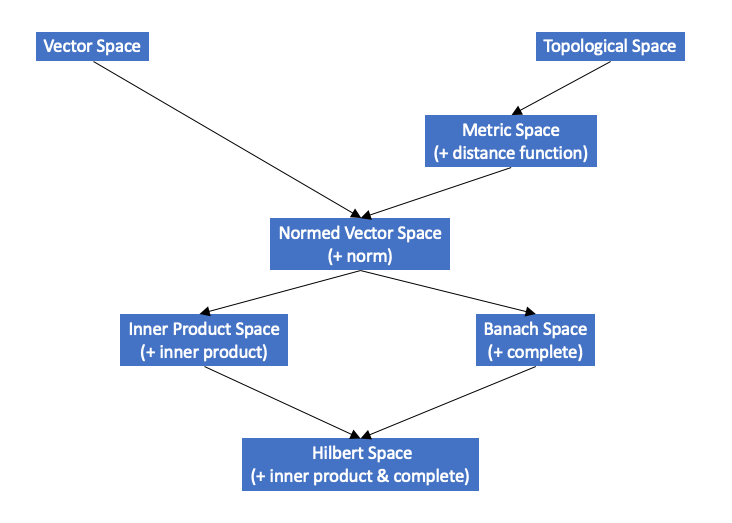 Vector Space
Topological Space
Metric Space
(+ distance function)
Normed Vector Space
(+ norm)
Inner Product Space
(+ inner product)
Banach Space
(+ complete)
Hilbert Space
(+ inner product & complete)